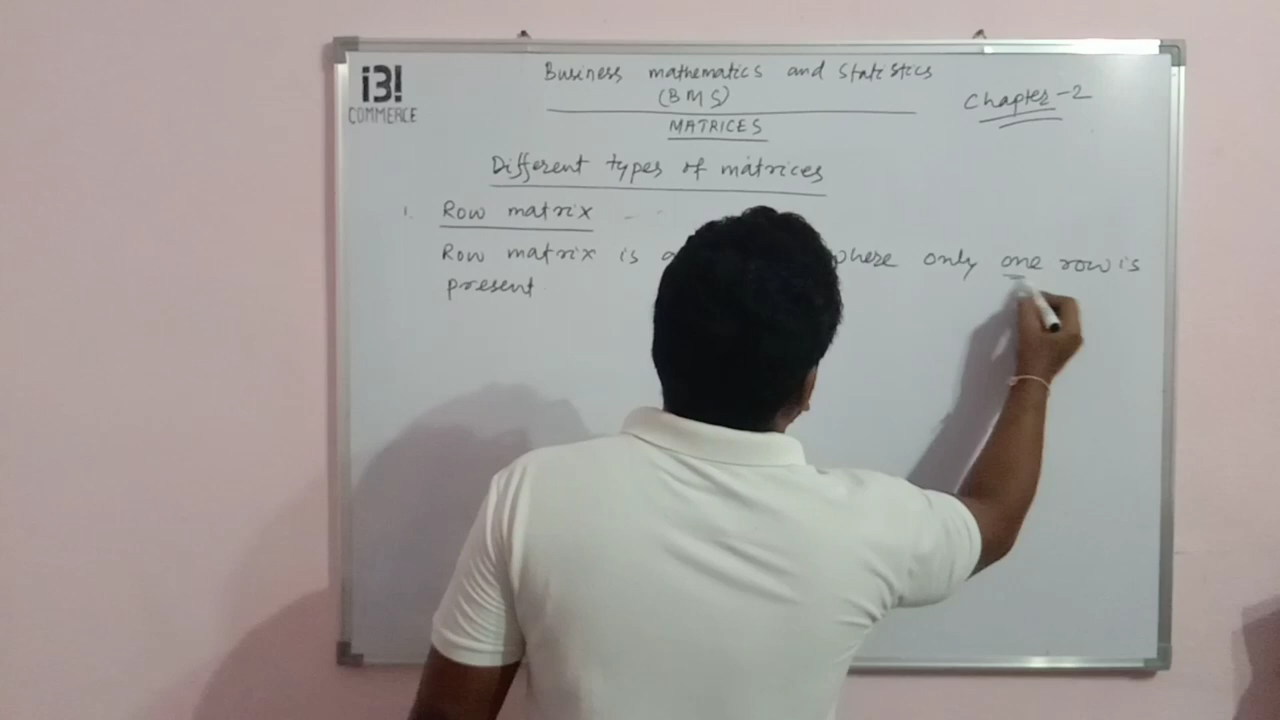 i3!
COMMERCE
Business mathematics and statistics
(BMS)
Chapter-2
MATRICES
Different types of matrices
1. Row matrix
Row matrix is only one row is
present